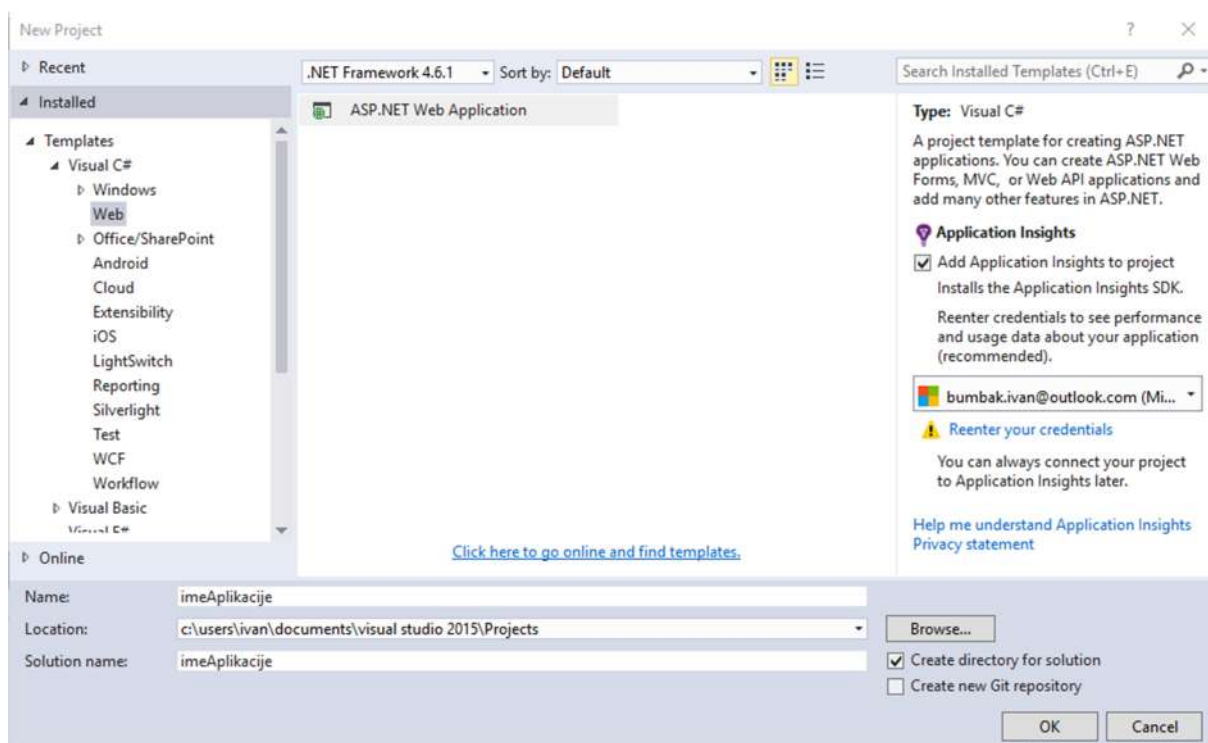 New Project
?
Recent
Installed
Templates
Visual C#
Windows
Web
Office/SharePoint
Android
Cloud
Extensibility
iOS
LightSwitch
Reporting
Silverlight
Test
WCF
Workflow
Visual Basic
Visual F#
Online
.NET Framework 4.6.1 Sort by: Default
ASP.NET Web Application
Click here to go online and find templates.
Search Installed Templates (Ctrl+E)
Type: Visual C#
A project template for creating ASP.NET
applications. You can create ASP.NET Web
Forms, MVC, or Web API applications and
add many other features in ASP.NET.
Application Insights
Add Application Insights to project
Installs the Application Insights SDK.
Reenter credentials to see performance
and usage data about your application
(recommended).
bumbak.ivan@outlook.com (Mi...
Reenter your credentials
You can always connect your project
to Application Insights later.
Help me understand Application Insights
Privacy statement
Name: imeAplikacije
Location: c:\users\ivan\documents\visual studio 2015\Projects Browse...
Solution name: imeAplikacije
Create directory for solution
Create new Git repository
OK Cancel